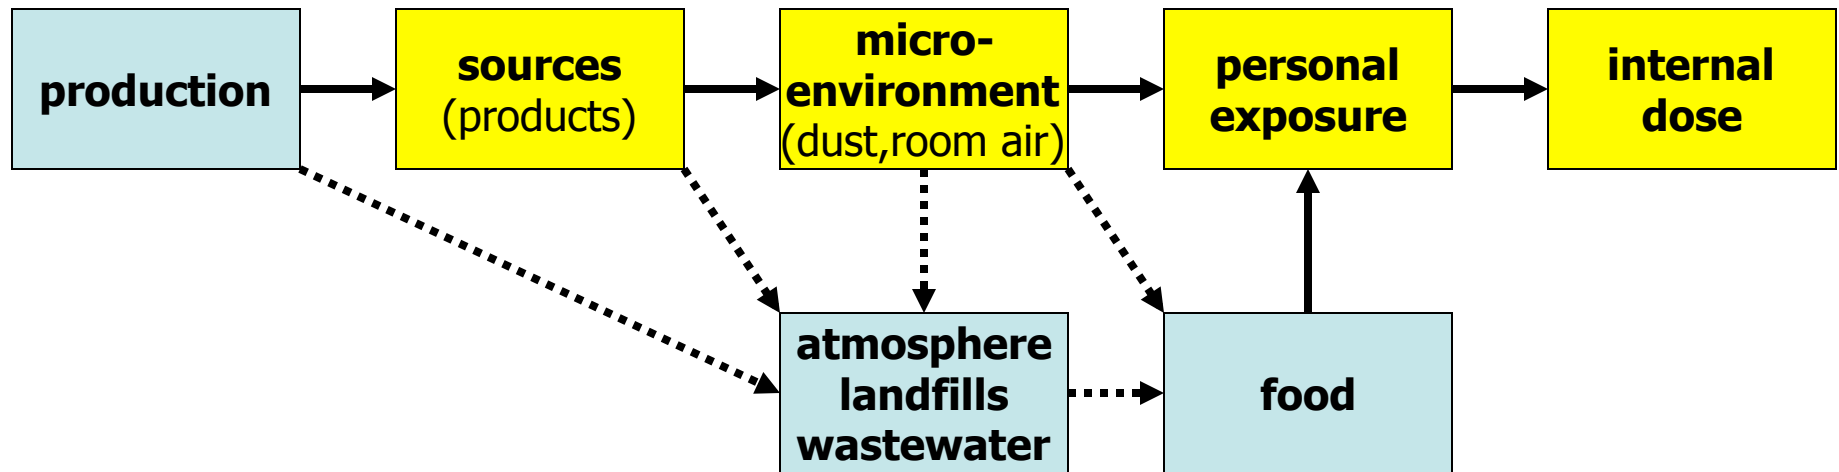 production
sources
(products)
micro-
environment
(dust,room air)
personal
exposure
internal
dose
atmosphere
landfills
wastewater
food